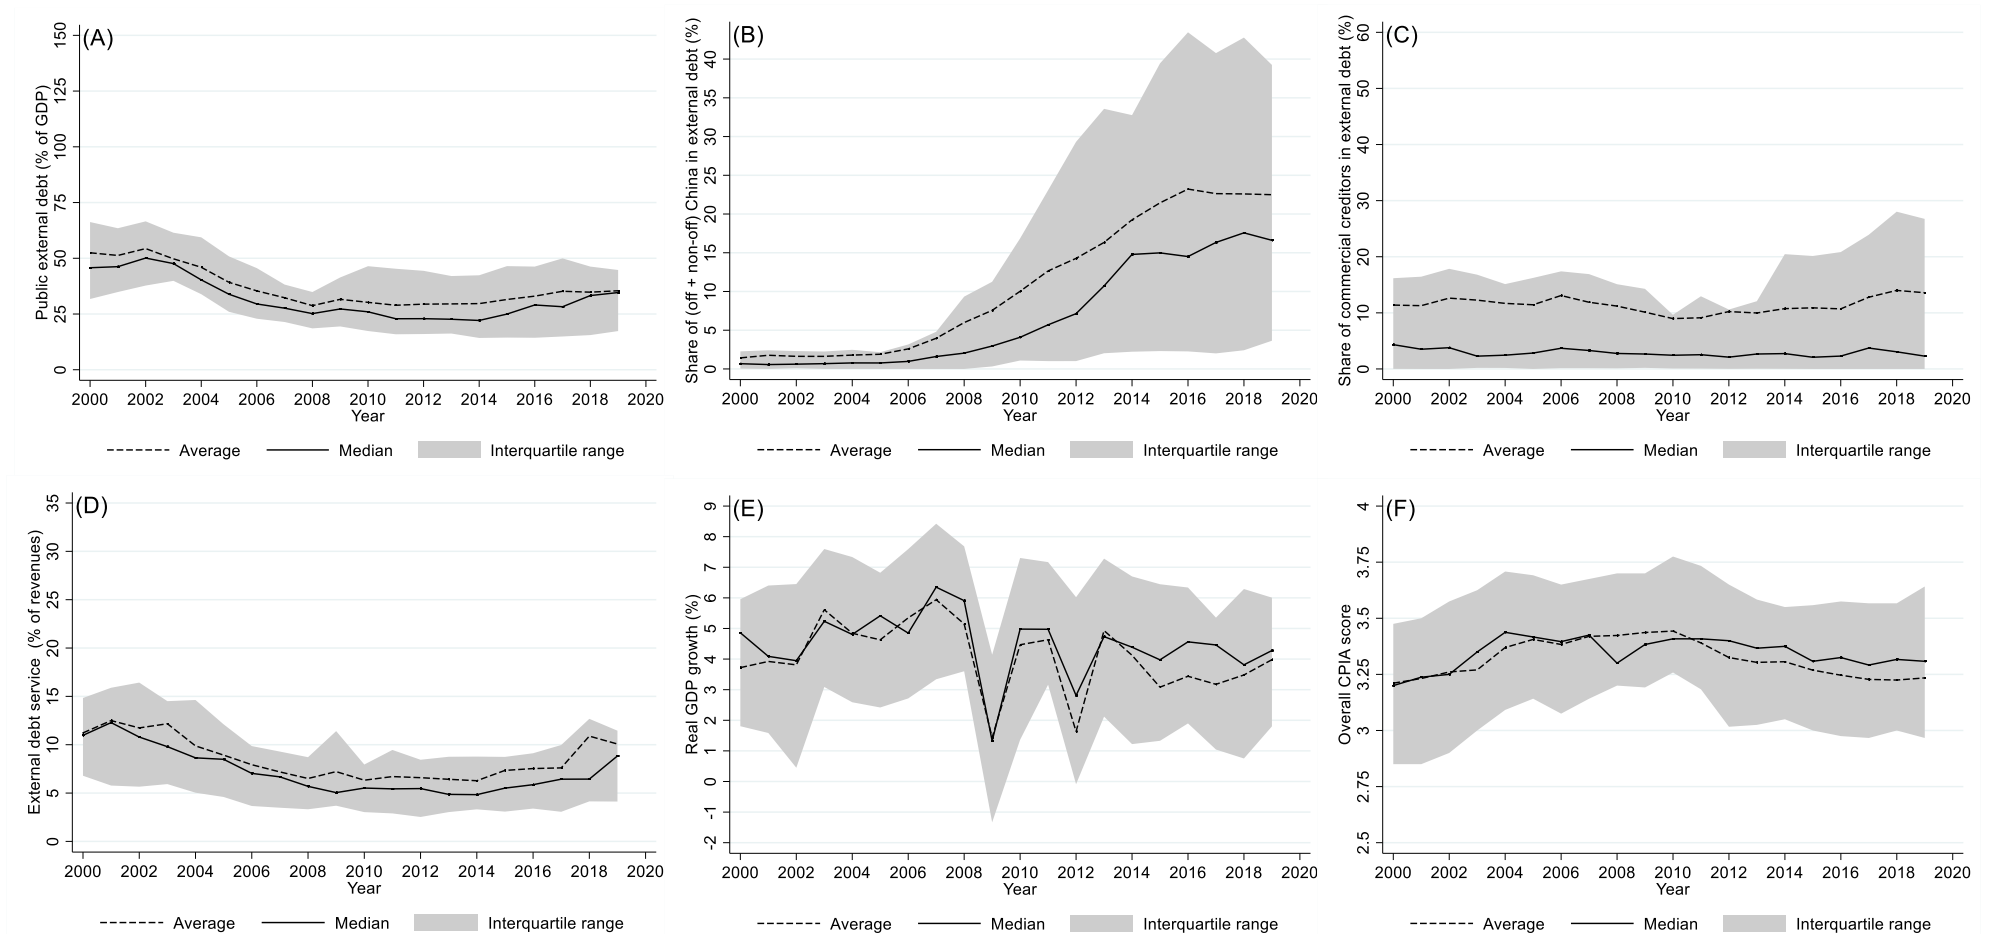 (A)
Public external debt (% of GDP)
150
125
100
75
50
25
0
2000 2002 2004 2006 2008 2010 2012 2014 2016 2018 2020
Year
Average Median Interquartile range
(B)
Share of (off + non-off) China in external debt (%)
40
35
30
25
20
15
10
5
0
2000 2002 2004 2006 2008 2010 2012 2014 2016 2018 2020
Year
Average Median Interquartile range
(C)
Share of commercial creditors in external debt (%)
60
50
40
30
20
10
0
2000 2002 2004 2006 2008 2010 2012 2014 2016 2018 2020
Year
Average Median Interquartile range
(D)
External debt service (% of revenues)
35
30
25
20
15
10
5
0
2000 2002 2004 2006 2008 2010 2012 2014 2016 2018 2020
Year
Average Median Interquartile range
(E)
Real GDP growth (%)
9
8
7
6
5
4
3
2
1
0
-1
-2
2000 2002 2004 2006 2008 2010 2012 2014 2016 2018 2020
Year
Average Median Interquartile range
(F)
Overall CPIA score
4
3.75
3.5
3.25
3
2.75
2.5
2000 2002 2004 2006 2008 2010 2012 2014 2016 2018 2020
Year
Average Median Interquartile range